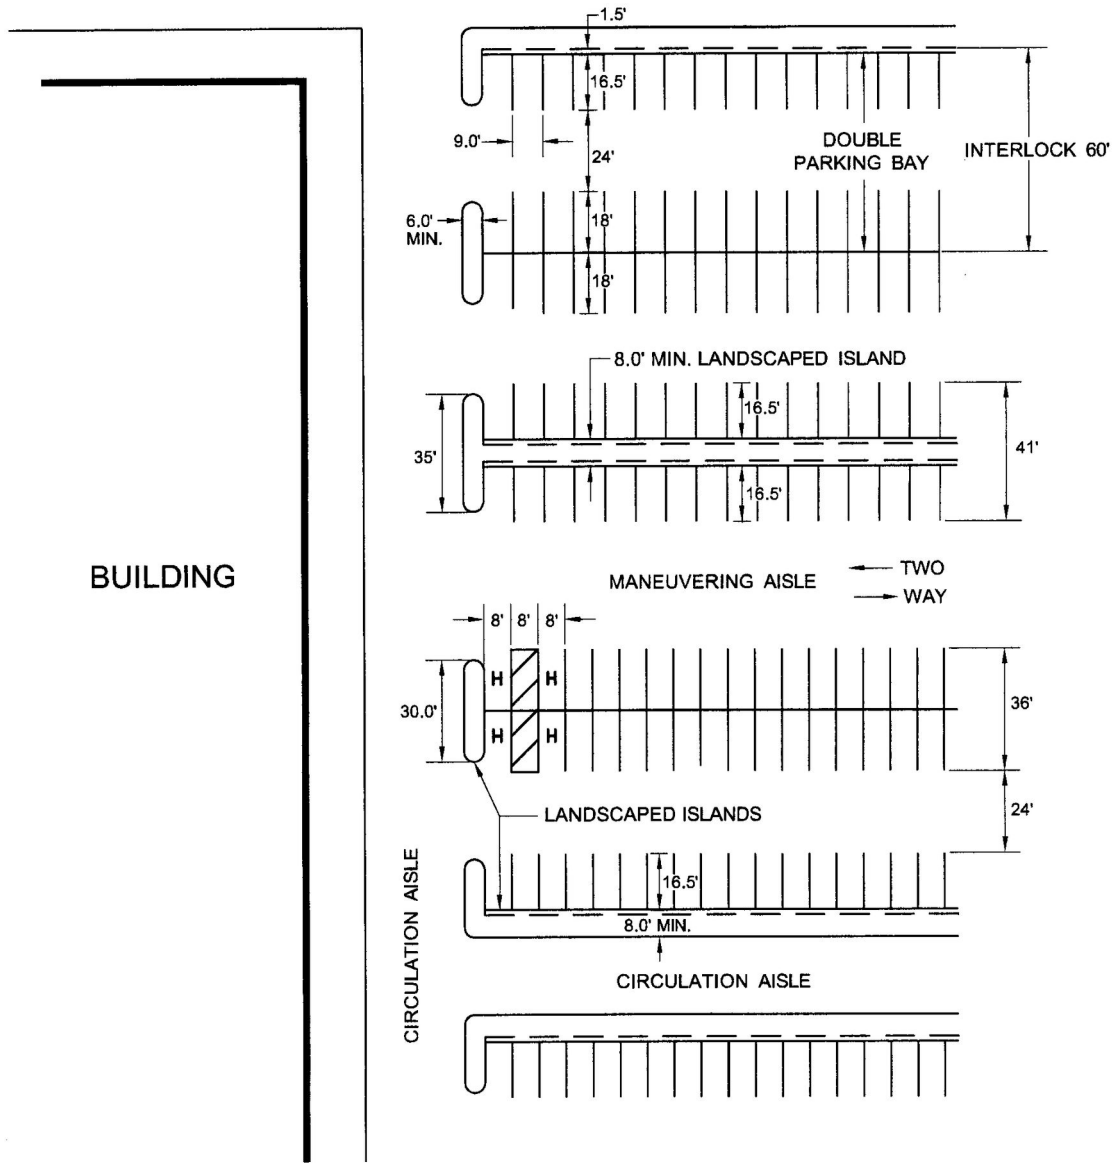 1.5'
16.5'
9.0'
24'
DOUBLE
PARKING BAY
INTERLOCK 60'
6.0'
MIN.
18'
18'
8.0' MIN. LANDSCAPED ISLAND
16.5'
35'
41'
16.5'
BUILDING
MANEUVERING AISLE
TWO
WAY
8' 8' 8'
H H
30.0'
36'
H H
LANDSCAPED ISLANDS
24'
CIRCULATION AISLE
16.5'
8.0' MIN.
CIRCULATION AISLE